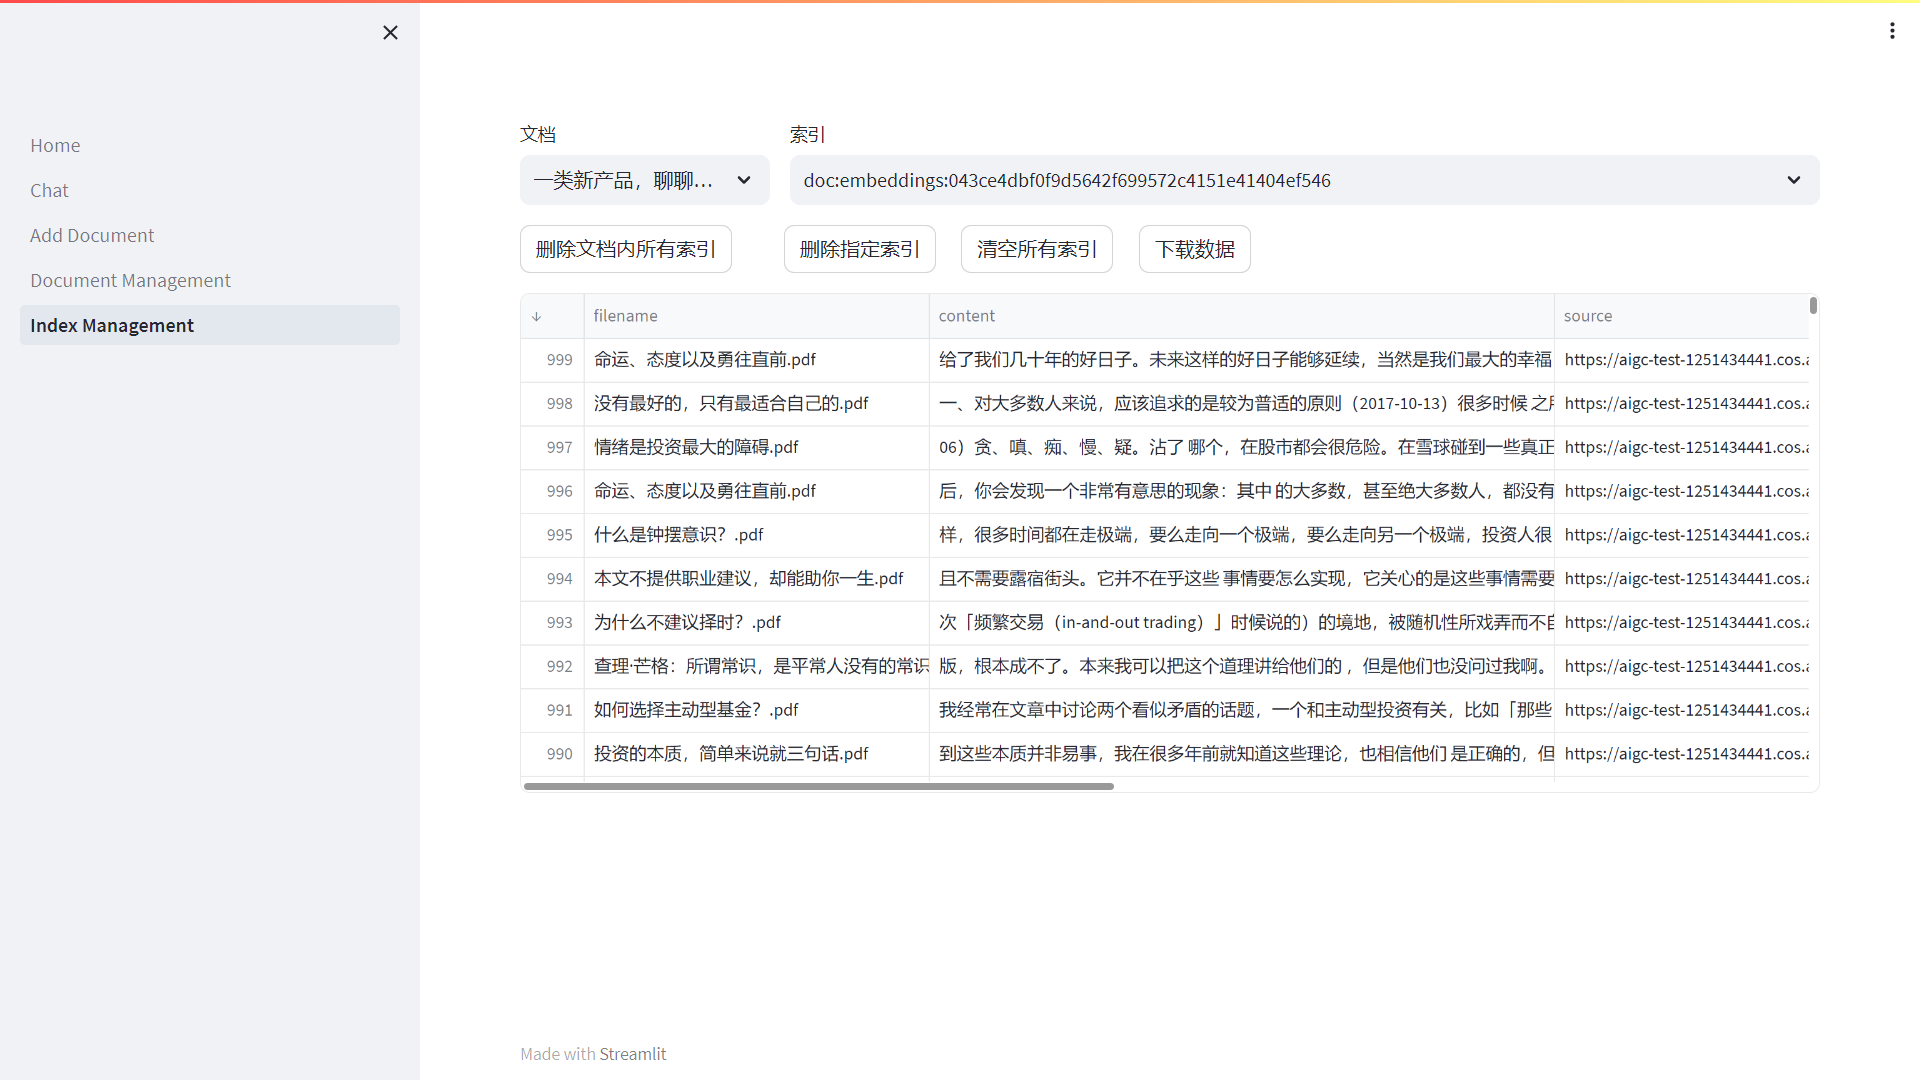 Home
Chat
Add Document
Document Management
Index Management
文档
索引
一类新产品，聊聊...
doc:embeddings:043ce4dbf0f9d5642f699572c4151e41404ef546
删除文档内所有索引
删除指定索引
清空所有索引
下载数据
filename content source
999 命运、态度以及勇往直前.pdf 给了我们几十年的好日子。未来这样的好日子能够延续，当然是我们最大的幸福 https://aigc-test-1251434441.cos.a
998 没有最好的，只有最适合自己的.pdf 一、对大多数人来说，应该追求的是较为普适的原则（2017-10-13）很多时候 之所 https://aigc-test-1251434441.cos.a
997 情绪是投资最大的障碍.pdf 06）贪、嗔、痴、慢、疑。沾了 哪个，在股市都会很危险。在雪球碰到一些真正 https://aigc-test-1251434441.cos.a
996 命运、态度以及勇往直前.pdf 后，你会发现一个非常有意思的现象：其中 的大多数，甚至绝大多数人，都没有 https://aigc-test-1251434441.cos.a
995 什么是钟摆意识？.pdf 样，很多时间都在走极端，要么走向一个极端，要么走向另一个极端，投资人很 https://aigc-test-1251434441.cos.a
994 本文不提供职业建议，却能助你一生.pdf 且不需要露宿街头。它并不在乎这些 事情要怎么实现，它关心的是这些事情需要 https://aigc-test-1251434441.cos.a
993 为什么不建议择时？.pdf 次「频繁交易（in-and-out trading）」时候说的）的境地，被随机性所戏弄而不自 https://aigc-test-1251434441.cos.a
992 查理·芒格：所谓常识，是平常人没有的常识 版，根本成不了。本来我可以把这个道理讲给他们的 ，但是他们也没问过我啊。 https://aigc-test-1251434441.cos.a
991 如何选择主动型基金？.pdf 我经常在文章中讨论两个看似矛盾的话题，一个和主动型投资有关，比如「那些 https://aigc-test-1251434441.cos.a
990 投资的本质，简单来说就三句话.pdf 到这些本质并非易事，我在很多年前就知道这些理论，也相信他们 是正确的，但 https://aigc-test-1251434441.cos.a
Made with Streamlit